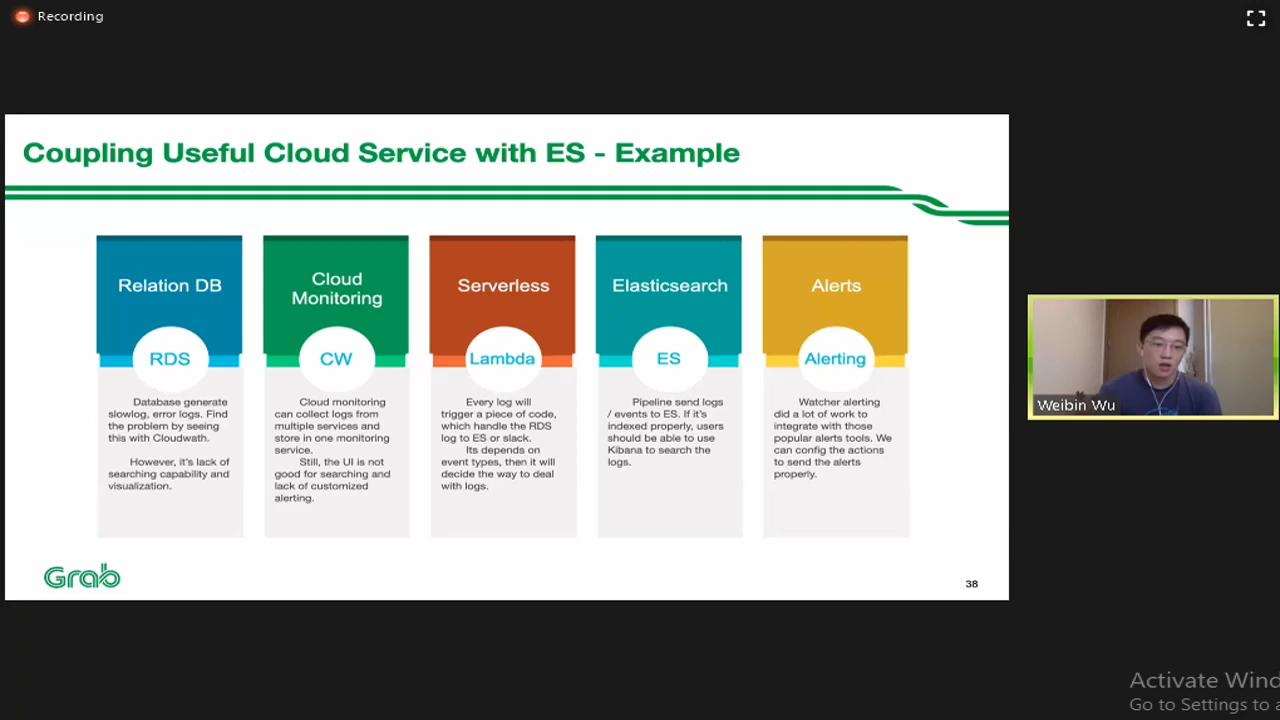 Recording
Coupling Useful Cloud Service with ES - Example
Relation DB
RDS
Database generate
slowlog, error logs. Find
the problem by seeing
this with Cloudwath.
However, it's lack of
searching capability and
visualization.
Cloud
Monitoring
CW
Cloud monitoring
can collect logs from
multiple services and
store in one monitoring
service.
Still, the UI is not
good for searching and
lack of customized
alerting.
Serverless
Lambda
Every log will
trigger a piece of code,
which handle the RDS
log to ES or slack.
Its depends on
event types, then it will
decide the way to deal
with logs.
Elasticsearch
ES
Pipeline send logs
/ events to ES. If it's
indexed properly, users
should be able to use
Kibana to search the
logs.
Alerts
Alerting
Watcher alerting
did a lot of work to
integrate with those
popular alerts tools. We
can config the actions
to send the alerts
properly.
Grab
38
Weibin Wu
Activate Wind
Go to Settings to a